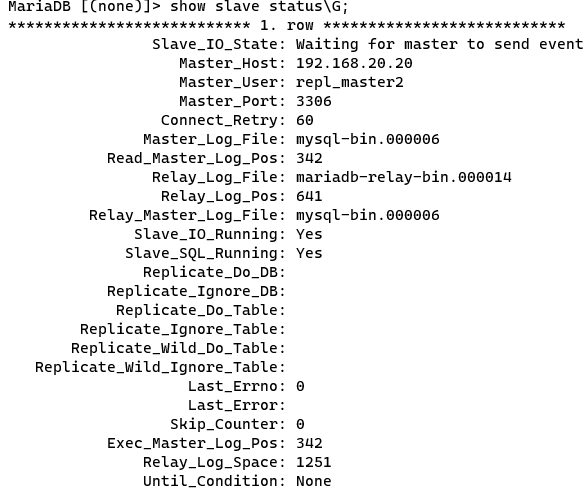 MariaDB [(none)]> show slave status\G;
*************************** 1. row ***************************
Slave_IO_State: Waiting for master to send event
Master_Host: 192.168.20.20
Master_User: repl_master2
Master_Port: 3306
Connect_Retry: 60
Master_Log_File: mysql-bin.000006
Read_Master_Log_Pos: 342
Relay_Log_File: mariadb-relay-bin.000014
Relay_Log_Pos: 641
Relay_Master_Log_File: mysql-bin.000006
Slave_IO_Running: Yes
Slave_SQL_Running: Yes
Replicate_Do_DB:
Replicate_Ignore_DB:
Replicate_Do_Table:
Replicate_Ignore_Table:
Replicate_Wild_Do_Table:
Replicate_Wild_Ignore_Table:
Last_Errno: 0
Last_Error:
Skip_Counter: 0
Exec_Master_Log_Pos: 342
Relay_Log_Space: 1251
Until_Condition: None